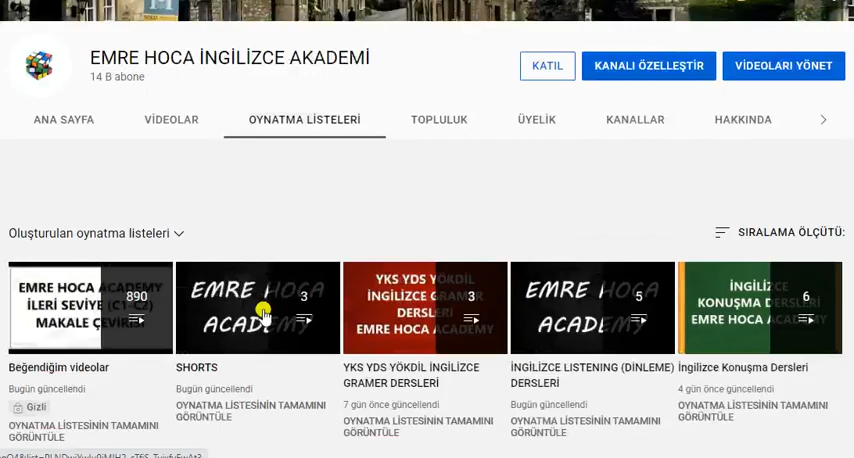 EMRE HOCA İNGİLİZCE AKADEMİ
14 B abone
KATIL
KANALI ÖZELLEŞTİR
VİDEOLARI YÖNET
ANA SAYFA
VİDEOLAR
OYNATMA LİSTELERİ
TOPLULUK
ÜYELİK
KANALLAR
HAKKINDA
Oluşturulan oynatma listeleri
SIRALAMA ÖLÇÜTÜ:
EMRE HOCA ACADEMY
İLERİ SEVİYE (C1-C2)
MAKALE ÇEVİRİ
890
EMRE HOCA
ACADEMY
3
YKS YDS YÖKDİL
İNGİLİZCE GRAMER
DERSLERİ
EMRE HOCA ACADEMY
3
EMRE HOCA
ACADEMY
5
İNGİLİZCE
KONUŞMA DERSLERİ
EMRE HOCA ACADEMY
6
Beğendiğim videolar
Bugün güncellendi
Gizli
OYNATMA LİSTESİNİN TAMAMINI
GÖRÜNTÜLE
SHORTS
Bugün güncellendi
OYNATMA LİSTESİNİN TAMAMINI
GÖRÜNTÜLE
YKS YDS YÖKDİL İNGİLİZCE
GRAMER DERSLERİ
7 gün önce güncellendi
OYNATMA LİSTESİNİN TAMAMINI
GÖRÜNTÜLE
İNGİLİZCE LISTENING (DİNLEME)
DERSLERİ
Bugün güncellendi
OYNATMA LİSTESİNİN TAMAMINI
GÖRÜNTÜLE
İngilizce Konuşma Dersleri
4 gün önce güncellendi
OYNATMA LİSTESİNİN TAMAMINI
GÖRÜNTÜLE